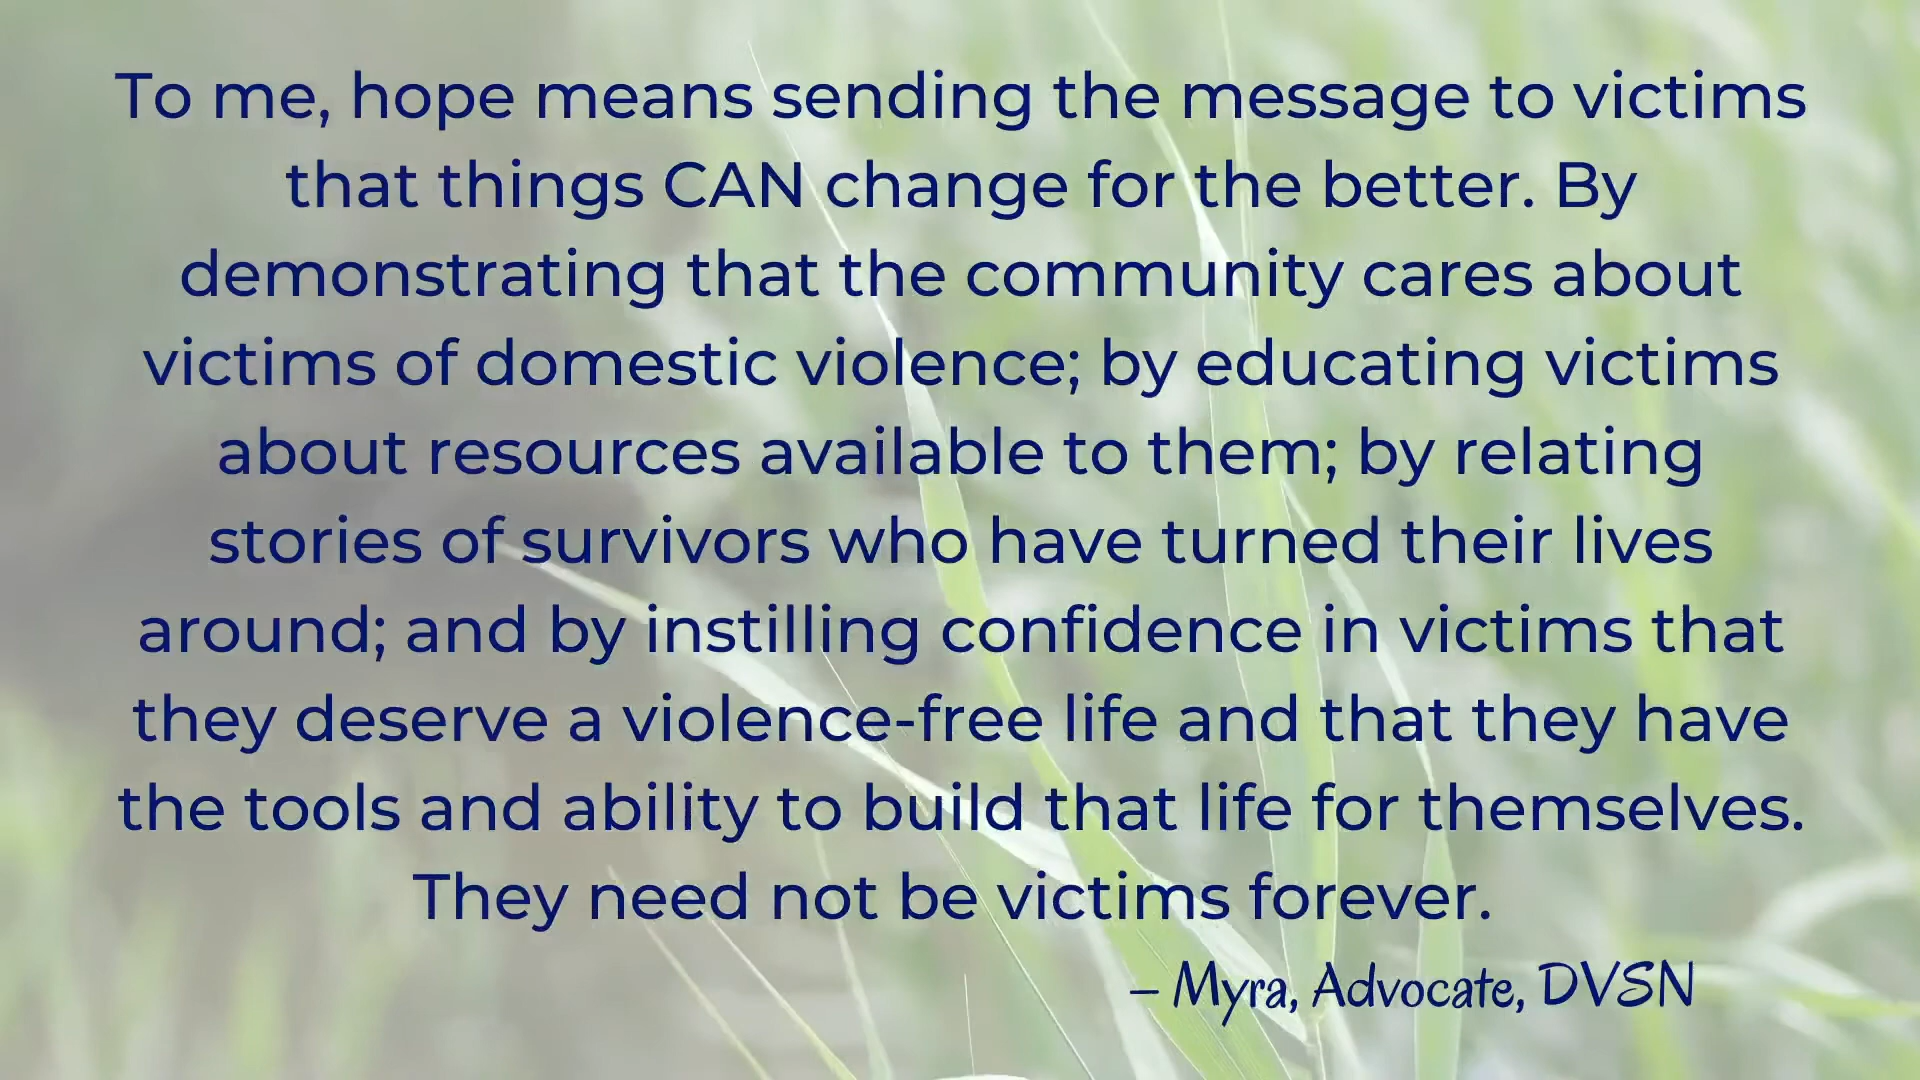 To me, hope means sending the message to victims
that things CAN change for the better. By
demonstrating that the community cares about
victims of domestic violence; by educating victims
about resources available to them; by relating
stories of survivors who have turned their lives
around; and by instilling confidence in victims that
they deserve a violence-free life and that they have
the tools and ability to build that life for themselves.
They need not be victims forever.
– Myra, Advocate, DVSN